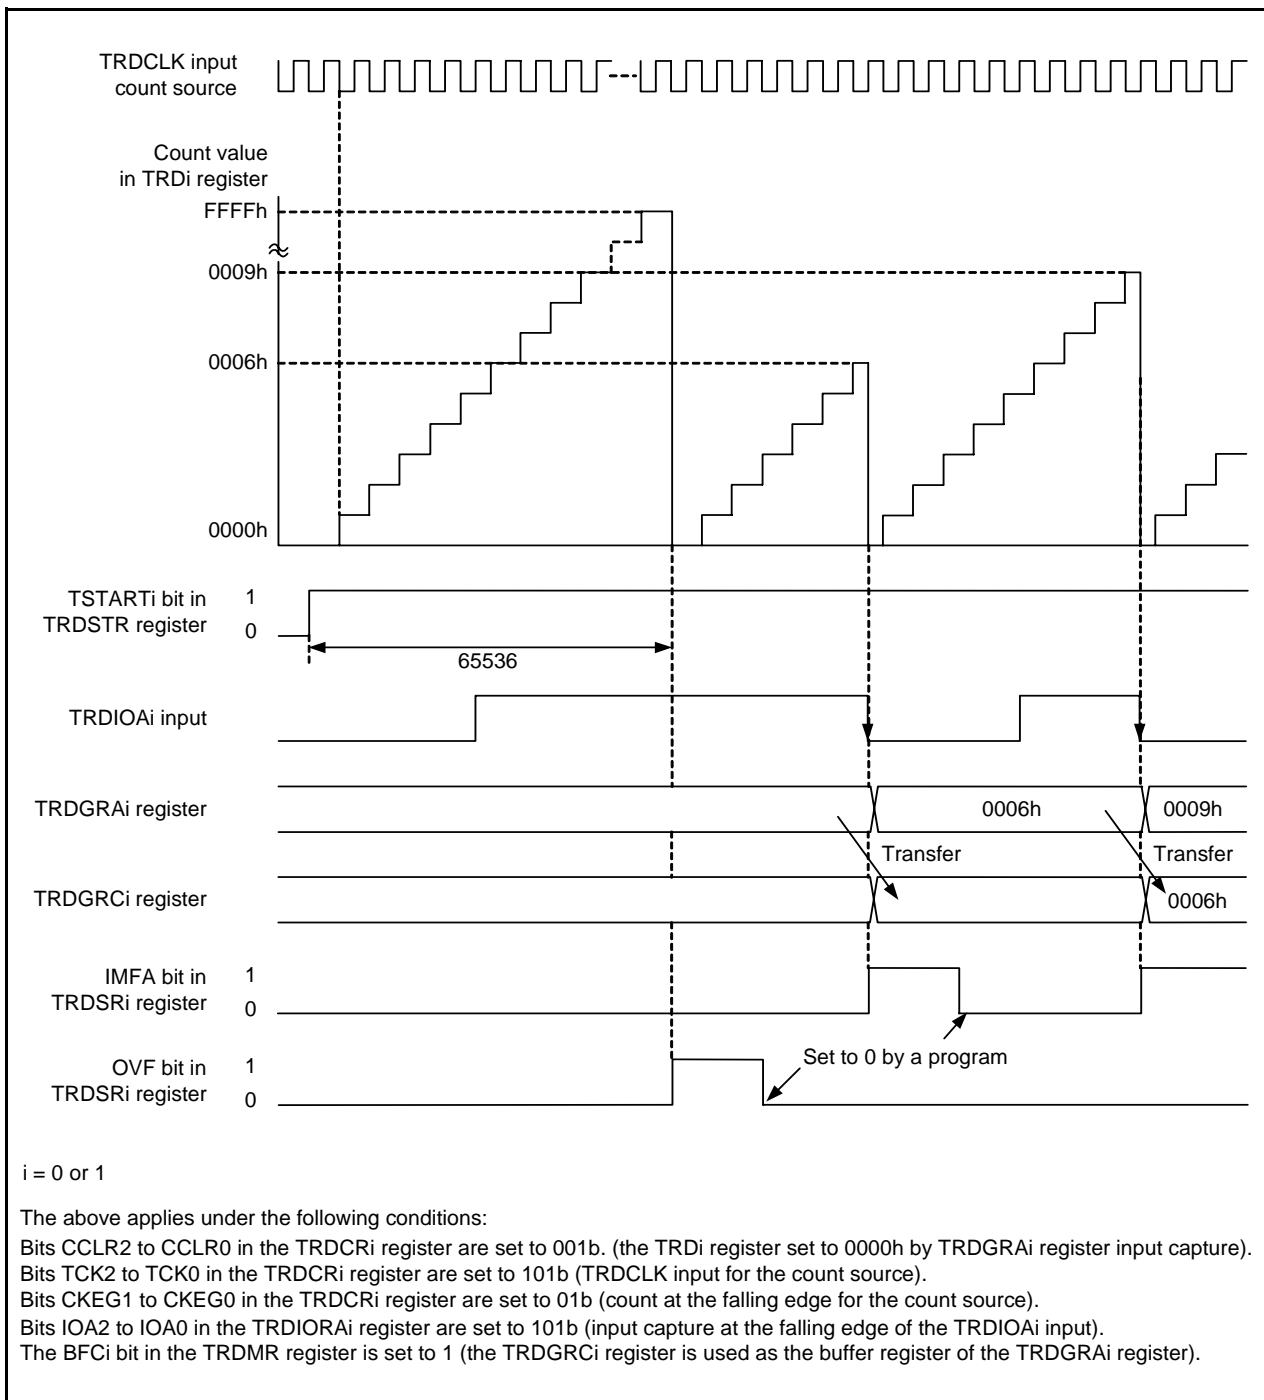 TRDCLK input
count source
Count value
in TRDi register
FFFFh
0009h
0006h
0000h
TSTARTi bit in
TRDSTR register
1
0
65536
TRDIOAi input
TRDGRAi register
0006h
0009h
Transfer
Transfer
TRDGRCi register
0006h
IMFA bit in
TRDSRi register
1
0
Set to 0 by a program
OVF bit in
TRDSRi register
1
0
i = 0 or 1
The above applies under the following conditions:
Bits CCLR2 to CCLR0 in the TRDCRi register are set to 001b. (the TRDi register set to 0000h by TRDGRAi register input capture).
Bits TCK2 to TCK0 in the TRDCRi register are set to 101b (TRDCLK input for the count source).
Bits CKEG1 to CKEG0 in the TRDCRi register are set to 01b (count at the falling edge for the count source).
Bits IOA2 to IOA0 in the TRDIORAi register are set to 101b (input capture at the falling edge of the TRDIOAi input).
The BFCi bit in the TRDMR register is set to 1 (the TRDGRCi register is used as the buffer register of the TRDGRAi register).